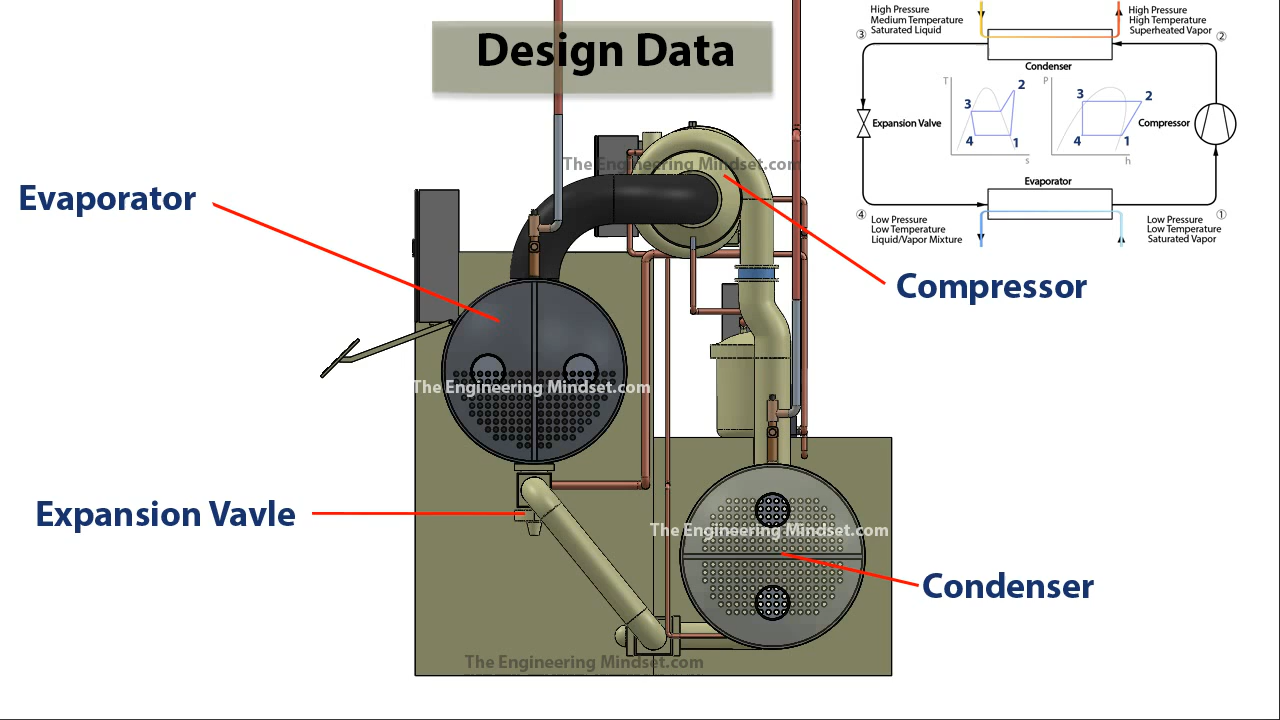 Design Data
High Pressure
Medium Temperature
Saturated Liquid
High Pressure
High Temperature
Superheated Vapor
③
②
Condenser
T
2
3
4
1
s
P
3
2
4
1
h
Expansion Valve
Compressor
Evaporator
④
①
Low Pressure
Low Temperature
Liquid/Vapor Mixture
Low Pressure
Low Temperature
Saturated Vapor
The Engineering Mindset.com
Evaporator
Compressor
The Engineering Mindset.com
Expansion Vavle
The Engineering Mindset.com
Condenser
The Engineering Mindset.com